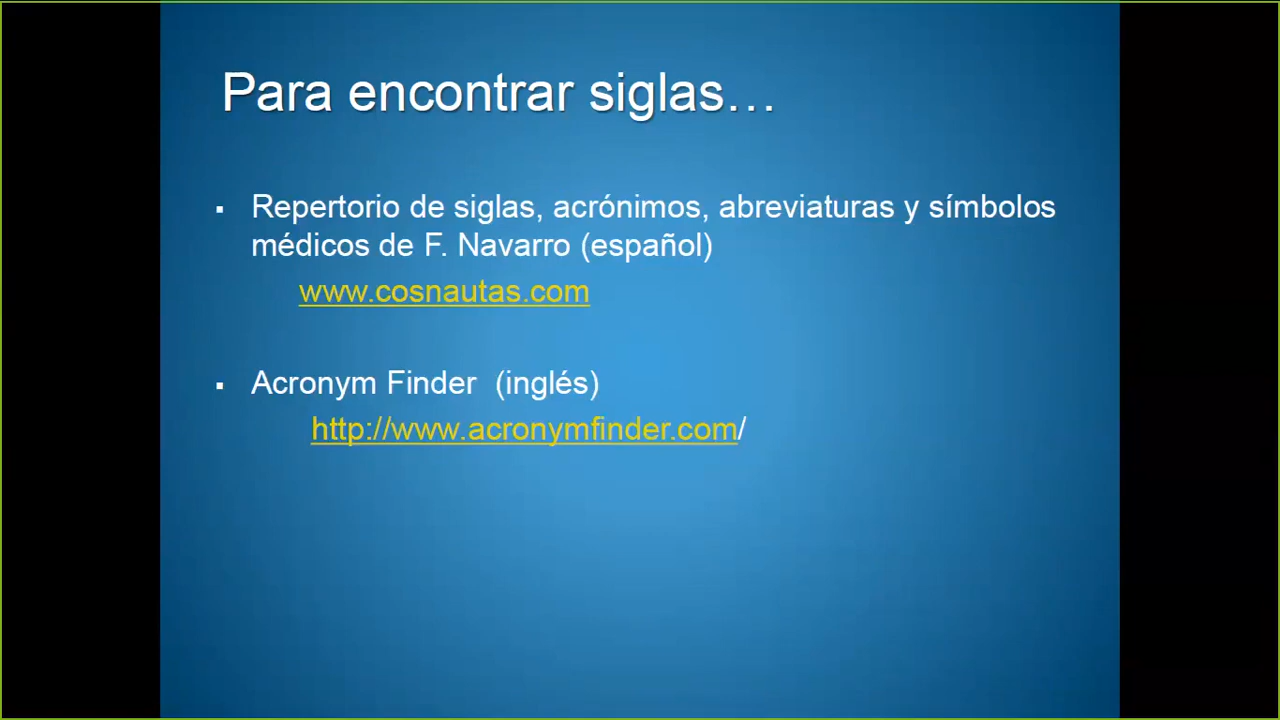 Para encontrar siglas…
▪ Repertorio de siglas, acrónimos, abreviaturas y símbolos
médicos de F. Navarro (español)
www.cosnautas.com
▪ Acronym Finder (inglés)
http://www.acronymfinder.com/